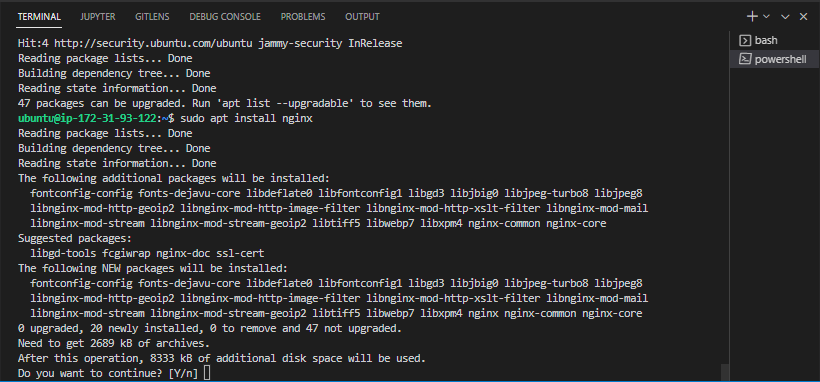 TERMINAL JUPYTER GITLENS DEBUG CONSOLE PROBLEMS OUTPUT
bash
powershell
Hit:4 http://security.ubuntu.com/ubuntu jammy-security InRelease
Reading package lists... Done
Building dependency tree... Done
Reading state information... Done
47 packages can be upgraded. Run 'apt list --upgradable' to see them.
ubuntu@ip-172-31-93-122:~$ sudo apt install nginx
Reading package lists... Done
Building dependency tree... Done
Reading state information... Done
The following additional packages will be installed:
  fontconfig-config fonts-dejavu-core libdeflate0 libfontconfig1 libgd3 libjbig0 libjpeg-turbo8 libjpeg8
  libnginx-mod-http-geoip2 libnginx-mod-http-image-filter libnginx-mod-http-xslt-filter libnginx-mod-mail
  libnginx-mod-stream libnginx-mod-stream-geoip2 libtiff5 libwebp7 libxpm4 nginx-common nginx-core
Suggested packages:
  libgd-tools fcgiwrap nginx-doc ssl-cert
The following NEW packages will be installed:
  fontconfig-config fonts-dejavu-core libdeflate0 libfontconfig1 libgd3 libjbig0 libjpeg-turbo8 libjpeg8
  libnginx-mod-http-geoip2 libnginx-mod-http-image-filter libnginx-mod-http-xslt-filter libnginx-mod-mail
  libnginx-mod-stream libnginx-mod-stream-geoip2 libtiff5 libwebp7 libxpm4 nginx nginx-common nginx-core
0 upgraded, 20 newly installed, 0 to remove and 47 not upgraded.
Need to get 2689 kB of archives.
After this operation, 8333 kB of additional disk space will be used.
Do you want to continue? [Y/n]